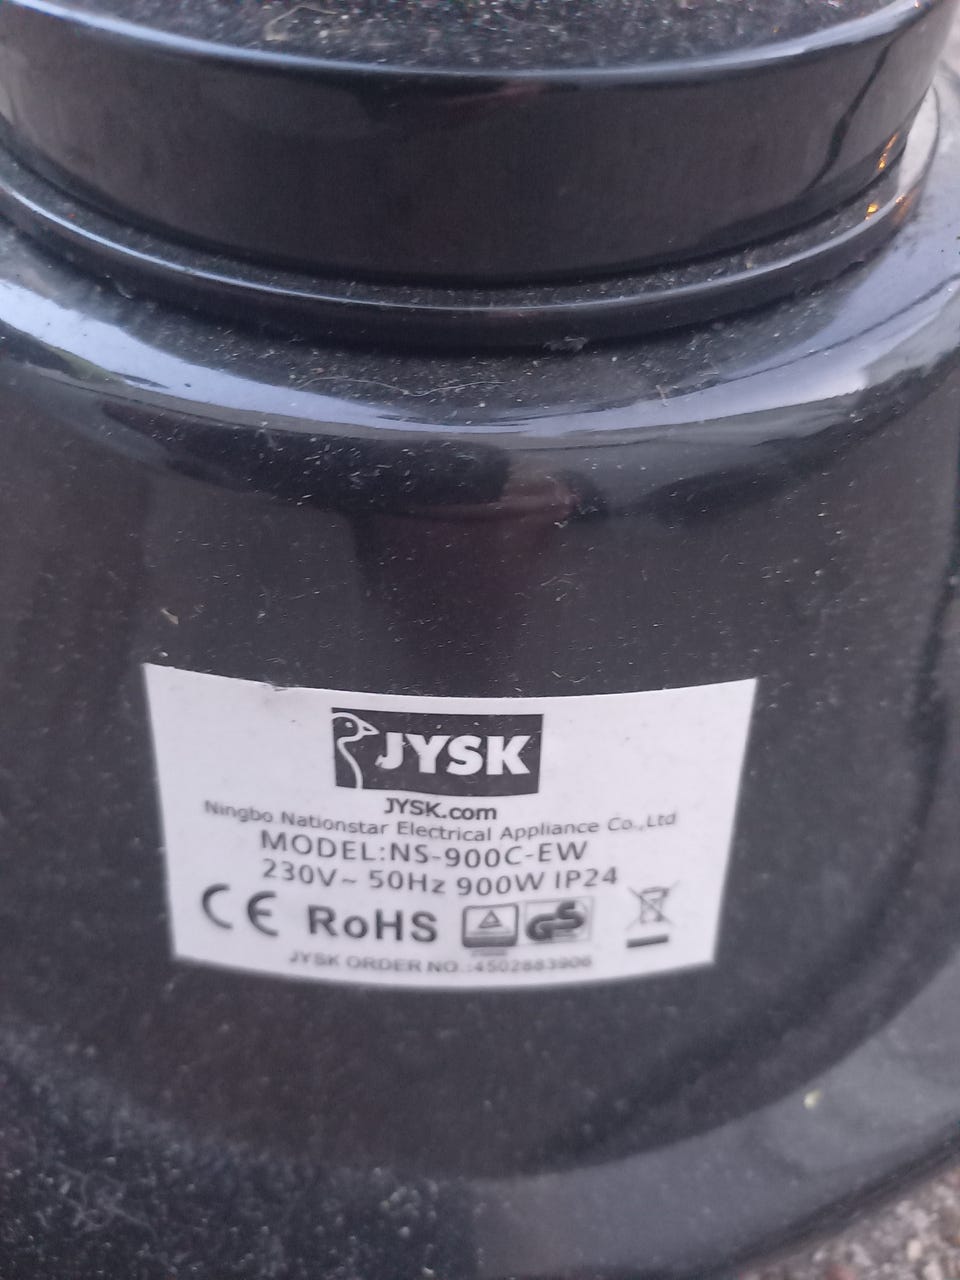 JYSK
JYSK.com
Ningbo Nationstar Electrical Appliance Co.,Ltd
MODEL:NS-900C-EW
230V~ 50Hz 900W IP24
CE RoHS GS
JYSK ORDER NO.:4502883906